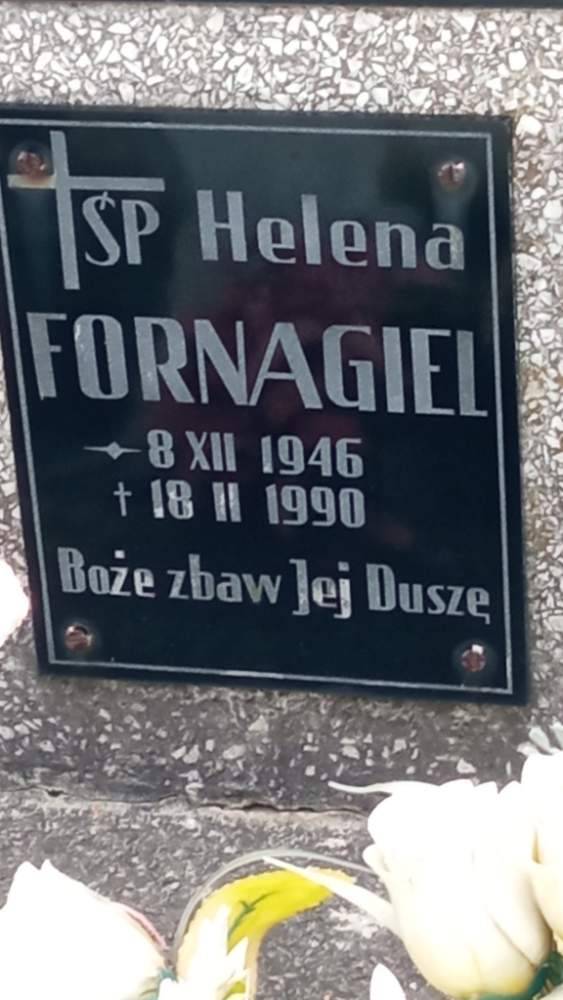 ŚP Helena
FORNAGIEL
8 XII 1946
† 18 II 1990
Boże zbaw Jej Duszę